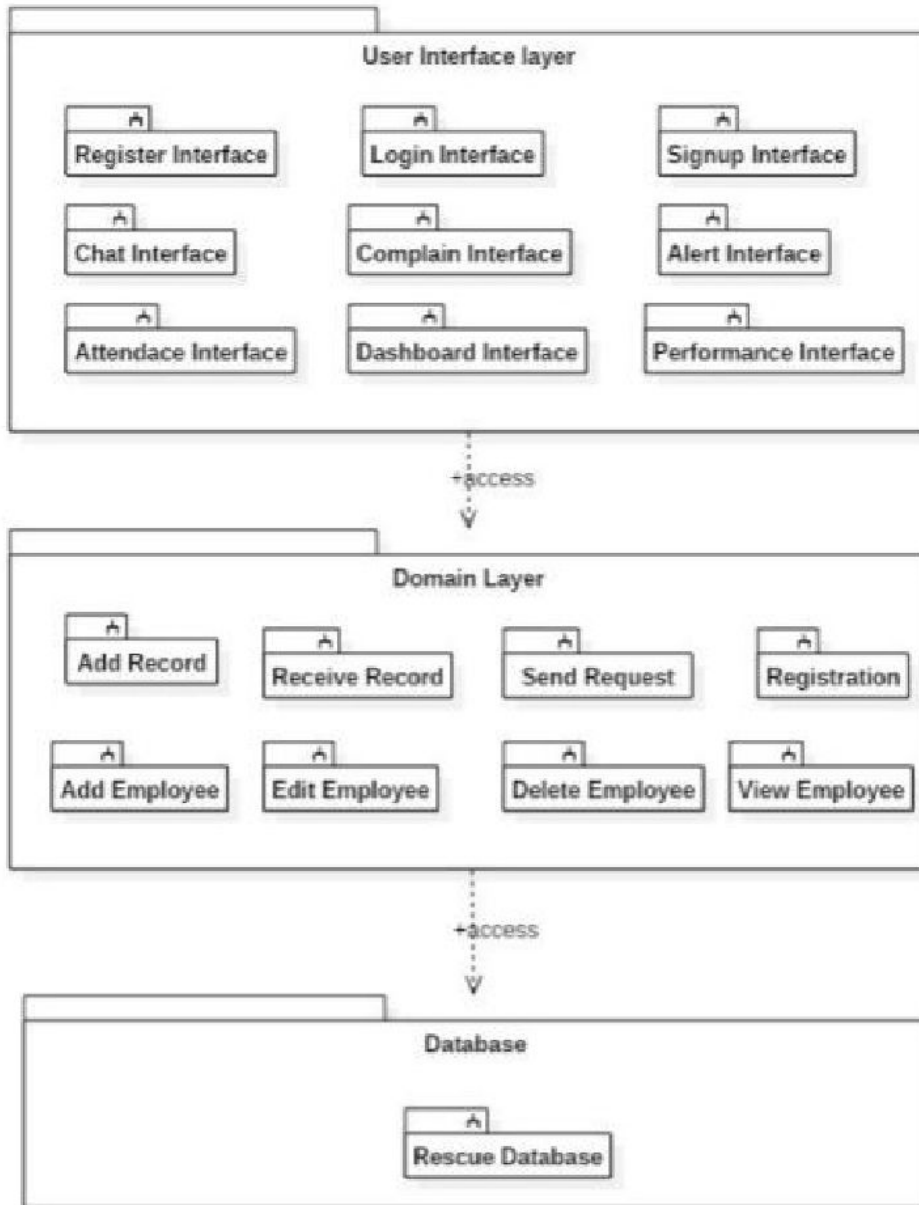 User Interface layer
Register Interface
Login Interface
Signup Interface
Chat Interface
Complain Interface
Alert Interface
Attendace Interface
Dashboard Interface
Performance Interface
+access
Domain Layer
Add Record
Receive Record
Send Request
Registration
Add Employee
Edit Employee
Delete Employee
View Employee
+access
Database
Rescue Database